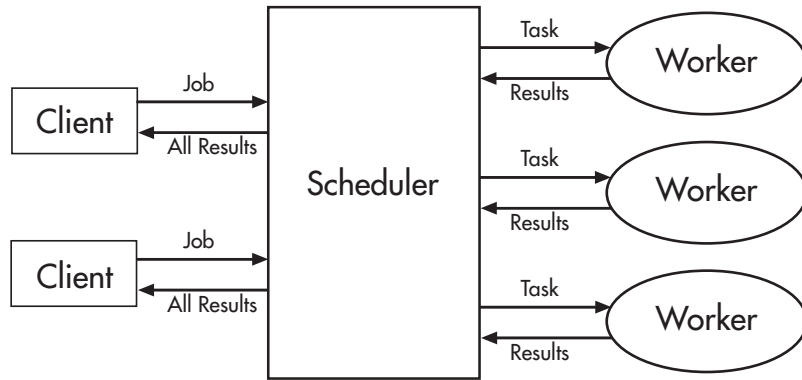 Task
Worker
Results
Job
Client
All Results
Scheduler
Task
Worker
Results
Job
Client
All Results
Task
Worker
Results